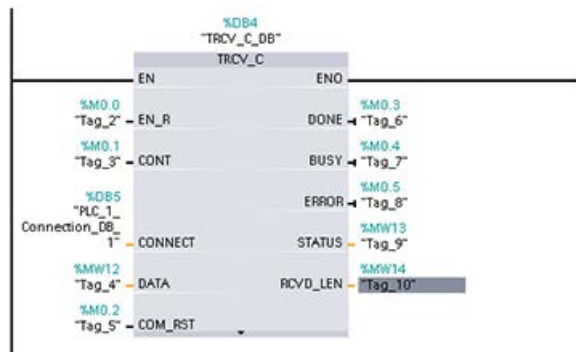 %DB4
"TRCV_C_DB"
TRCV_C
EN ENO
%M0.0 %M0.3
"Tag_2" EN_R DONE "Tag_6"
%M0.1 %M0.4
"Tag_3" CONT BUSY "Tag_7"
%DB5 %M0.5
"PLC_1_ ERROR "Tag_8"
Connection_DB_ %MW13
1" CONNECT STATUS "Tag_9"
%MW12 %MW14
"Tag_4" DATA RCVD_LEN "Tag_10"
%M0.2
"Tag_5" COM_RST